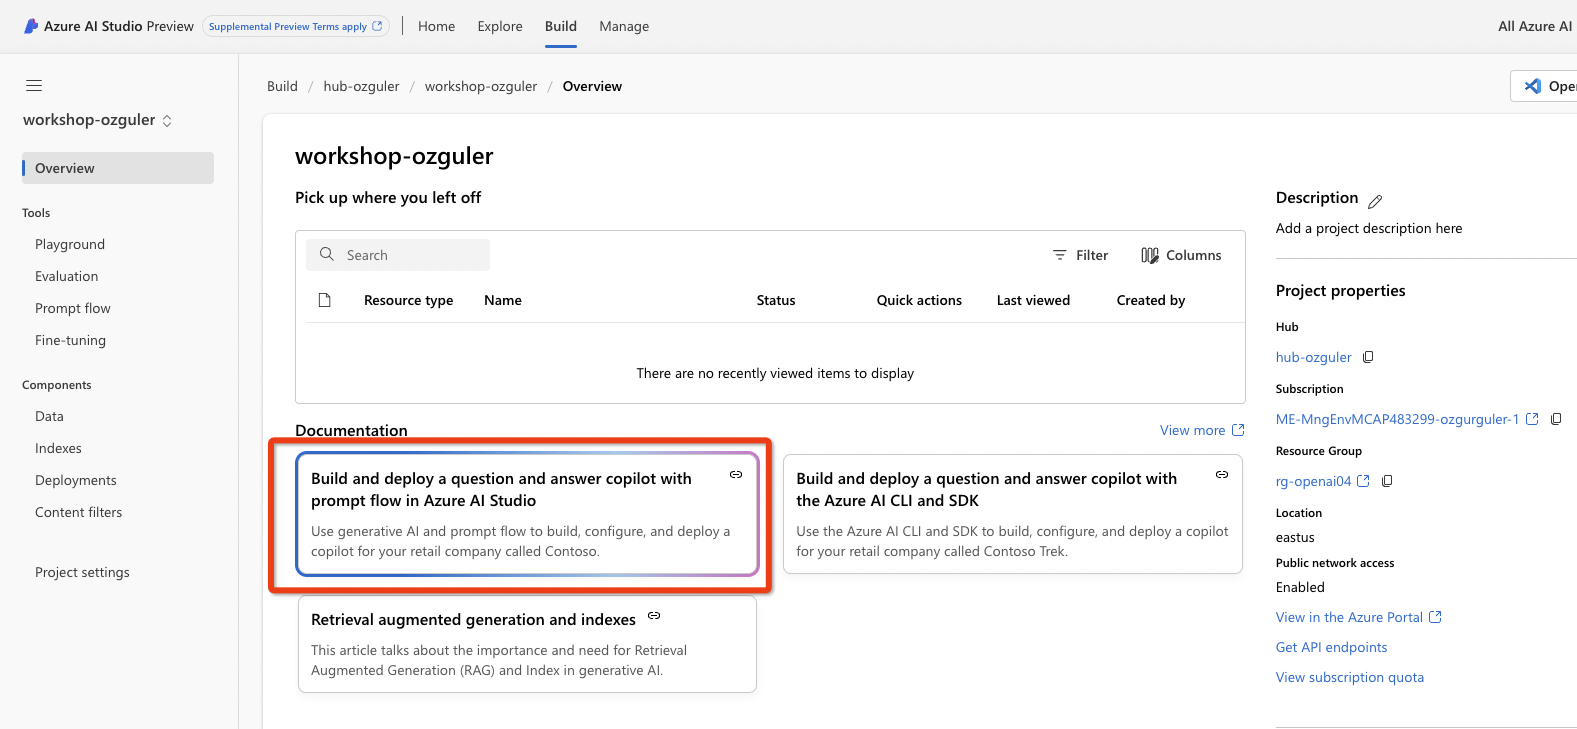 Azure AI Studio Preview
Supplemental Preview Terms apply
Home
Explore
Build
Manage
All Azure AI
Build / hub-ozguler / workshop-ozguler / Overview
Ope
workshop-ozguler
Overview
Tools
Playground
Evaluation
Prompt flow
Fine-tuning
Components
Data
Indexes
Deployments
Content filters
Project settings
workshop-ozguler
Pick up where you left off
Search
Filter
Columns
Resource type
Name
Status
Quick actions
Last viewed
Created by
There are no recently viewed items to display
Documentation
View more
Build and deploy a question and answer copilot with
prompt flow in Azure AI Studio
Use generative AI and prompt flow to build, configure, and deploy a
copilot for your retail company called Contoso.
Build and deploy a question and answer copilot with
the Azure AI CLI and SDK
Use the Azure AI CLI and SDK to build, configure, and deploy a copilot
for your retail company called Contoso Trek.
Retrieval augmented generation and indexes
This article talks about the importance and need for Retrieval
Augmented Generation (RAG) and Index in generative AI.
Description
Add a project description here
Project properties
Hub
hub-ozguler
Subscription
ME-MngEnvMCAP483299-ozgurguler-1
Resource Group
rg-openai04
Location
eastus
Public network access
Enabled
View in the Azure Portal
Get API endpoints
View subscription quota